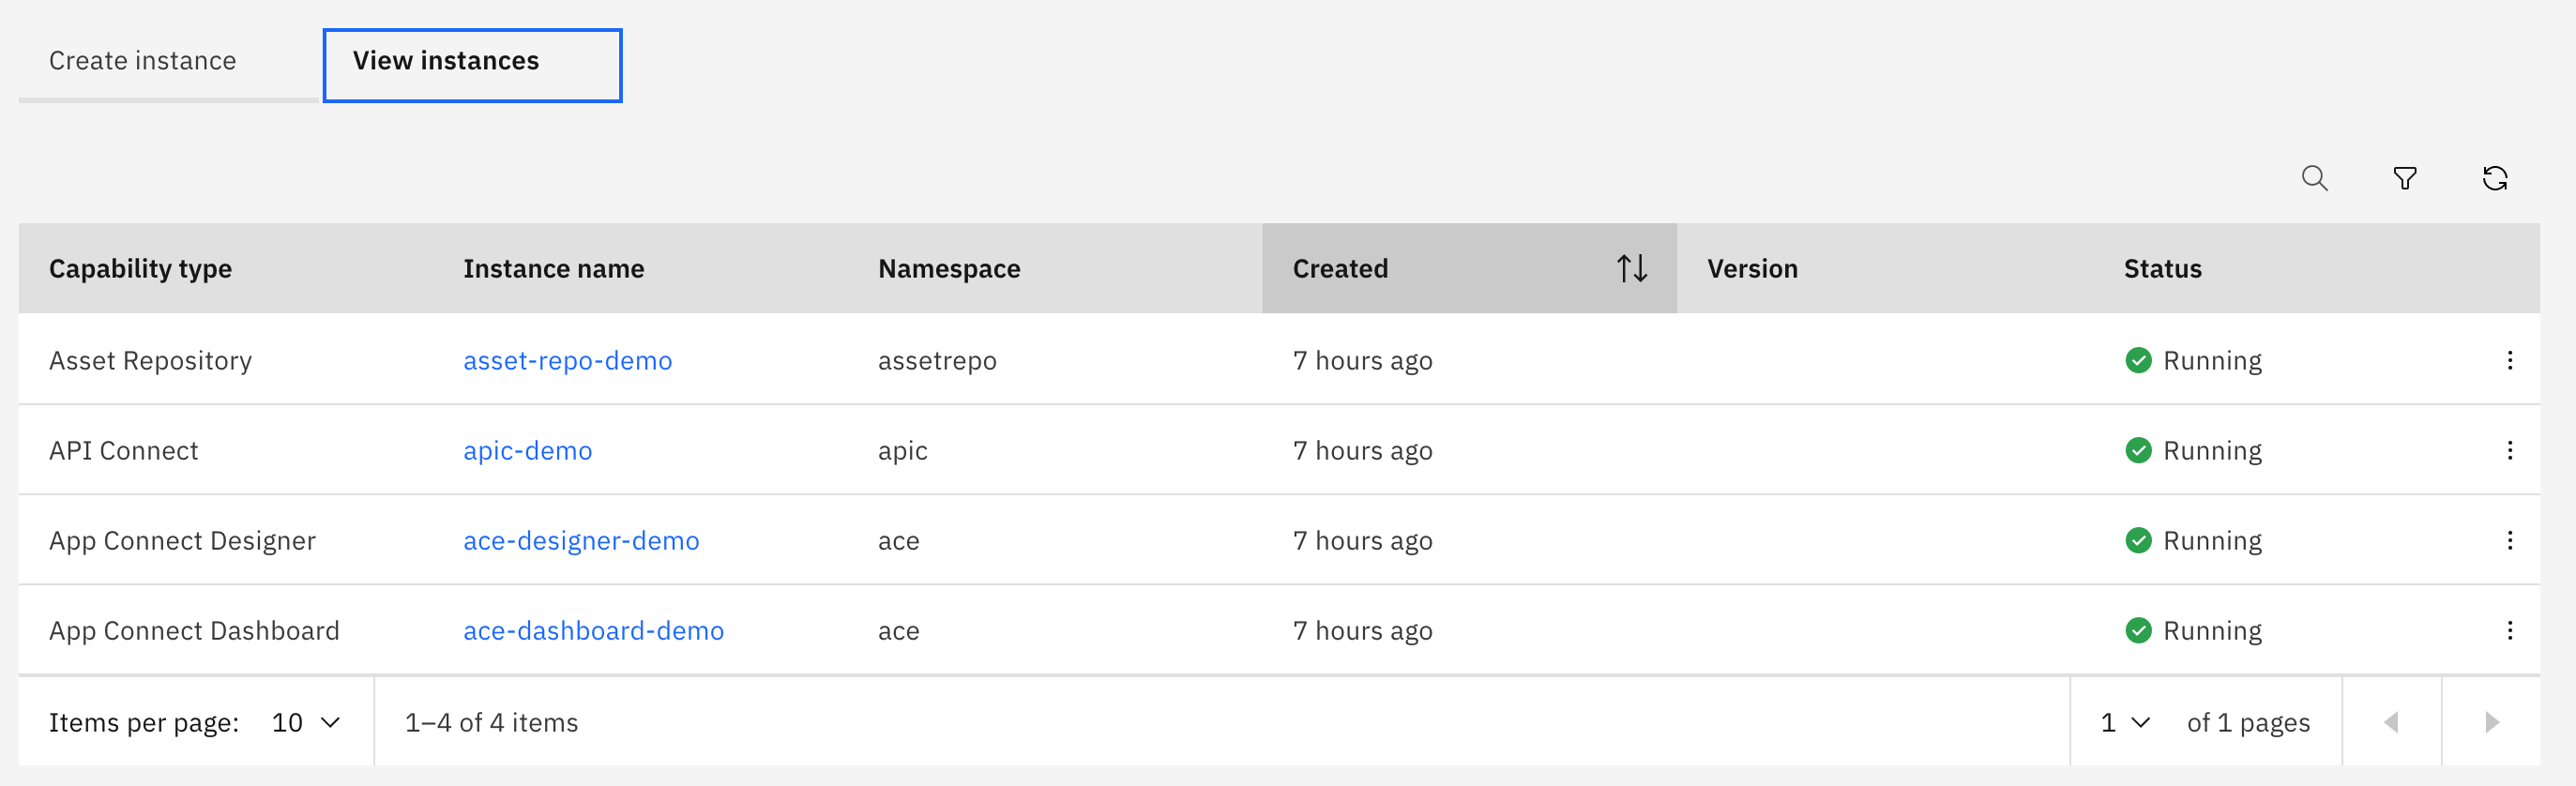 Create instance View instances
Capability type Instance name Namespace Created Version Status
Asset Repository asset-repo-demo assetrepo 7 hours ago Running
API Connect apic-demo apic 7 hours ago Running
App Connect Designer ace-designer-demo ace 7 hours ago Running
App Connect Dashboard ace-dashboard-demo ace 7 hours ago Running
Items per page: 10 1–4 of 4 items 1 of 1 pages